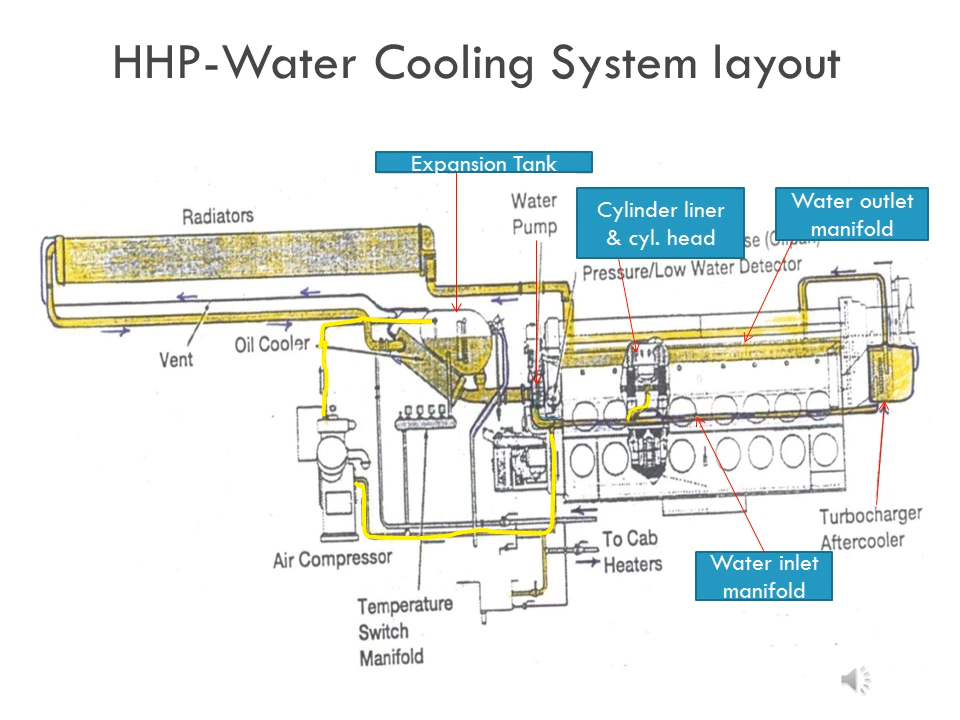 HHP-Water Cooling System layout
Expansion Tank
Water
Pump
Cylinder liner
& cyl. head
Water outlet
manifold
Radiators
Pressure/Low Water Detector
Vent
Oil Cooler
Turbocharger
Aftercooler
Air Compressor
To Cab
Heaters
Water inlet
manifold
Temperature
Switch
Manifold